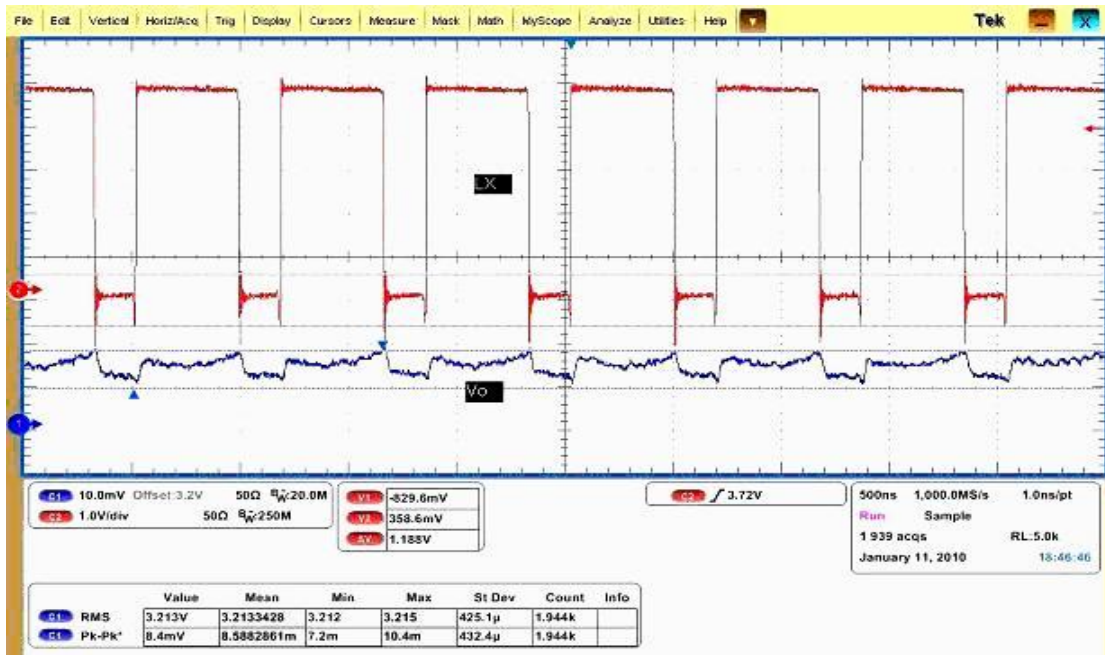 File Edit Vertical Horiz/Acq Trig Display Cursors Measure Mask Math MyScope Analyze Utilities Help Tek X
LX
2
Vo
1
C1 10.0mV Offset:3.2V 50Ω BW:20.0M
C2 1.0V/div 50Ω BW:250M
V1 -829.6mV
V2 358.6mV
ΔV 1.188V
C2 3.72V
500ns 1,000.0MS/s 1.0ns/pt
Run Sample
1 939 acqs RL:5.0k
January 11, 2010 18:46:46
Value Mean Min Max St Dev Count Info
C1 RMS 3.213V 3.2133428 3.212 3.215 425.1µ 1.944k
C1 Pk-Pk* 8.4mV 8.5882861m 7.2m 10.4m 432.4µ 1.944k